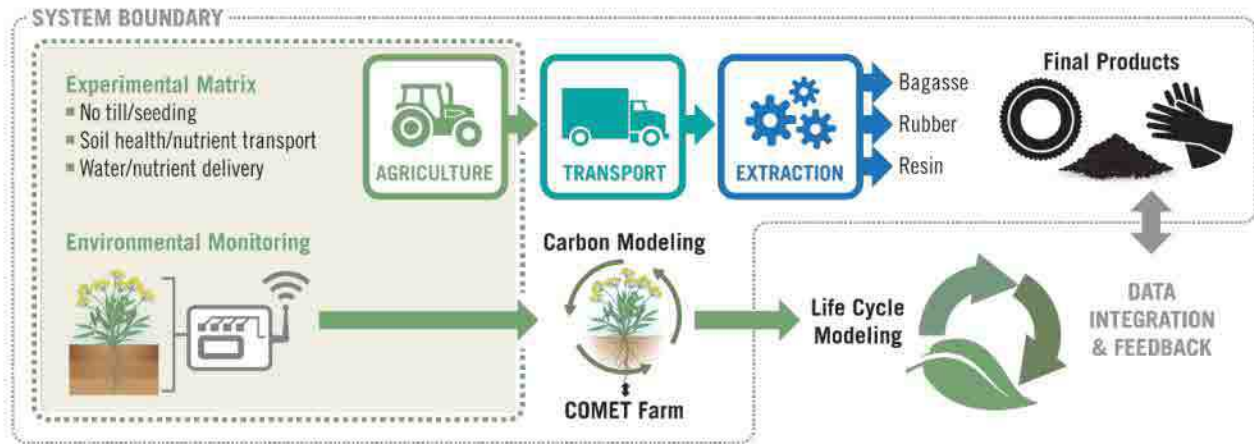 SYSTEM BOUNDARY
Experimental Matrix
No till/seeding
Soil health/nutrient transport
Water/nutrient delivery
AGRICULTURE
TRANSPORT
EXTRACTION
Bagasse
Rubber
Resin
Final Products
Environmental Monitoring
Carbon Modeling
COMET Farm
Life Cycle
Modeling
DATA
INTEGRATION
& FEEDBACK